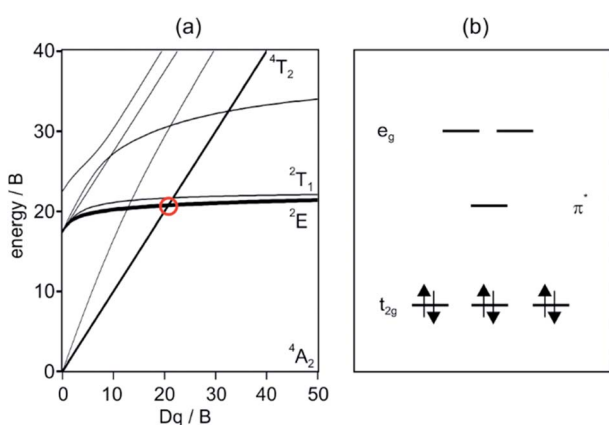 (a)
40
30
20
10
0
energy / B
⁴T₂
²T₁
²E
⁴A₂
0 10 20 30 40 50
Dq / B
(b)
e_g
π*
t_2g